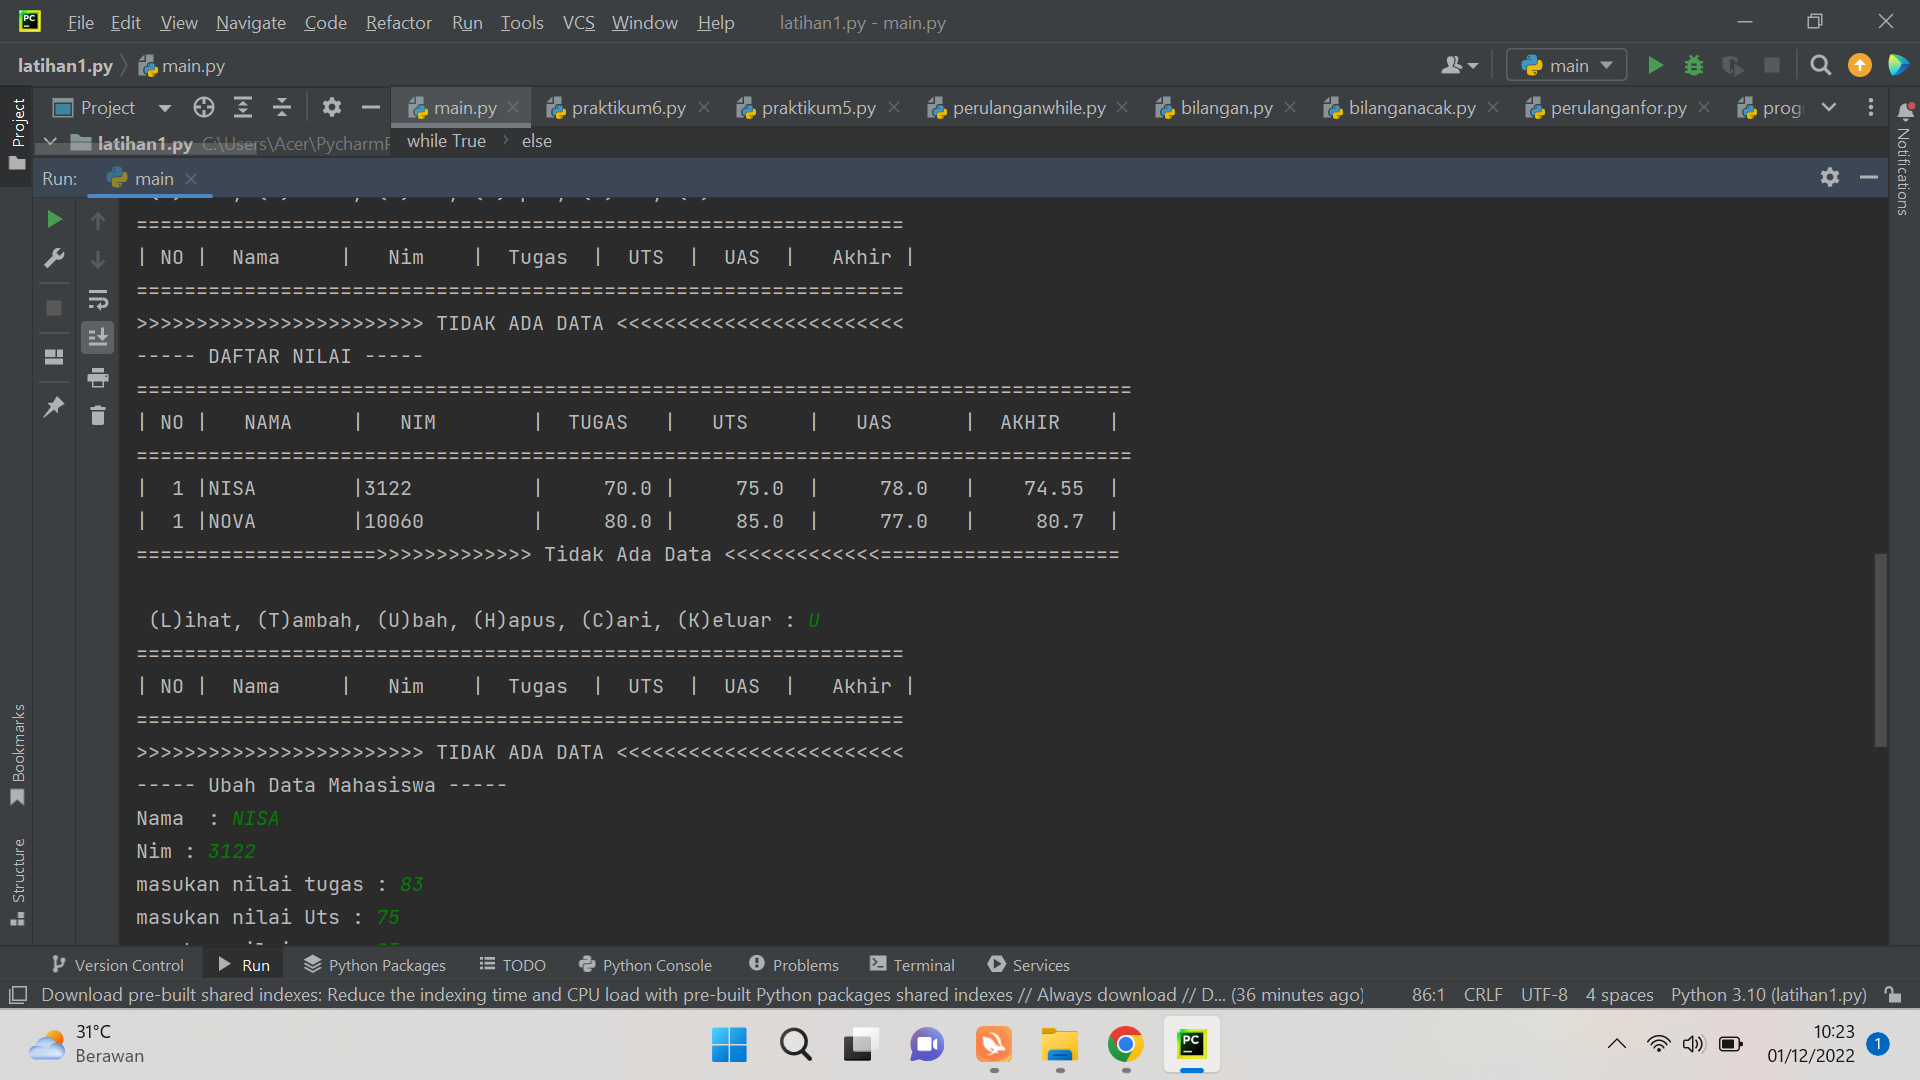 File Edit View Navigate Code Refactor Run Tools VCS Window Help latihan1.py - main.py
latihan1.py main.py main
Project main.py praktikum6.py praktikum5.py perulanganwhile.py bilangan.py bilanganacak.py perulanganfor.py prog
latihan1.py C:\Users\Acer\PycharmP while True else
Project
Notifications
Run: main
================================================================
| NO |  Nama     |   Nim    |  Tugas  |  UTS  |  UAS  |   Akhir |
================================================================
>>>>>>>>>>>>>>>>>>>>>>>> TIDAK ADA DATA <<<<<<<<<<<<<<<<<<<<<<<<
----- DAFTAR NILAI -----
===================================================================================
| NO |   NAMA     |   NIM        |  TUGAS   |   UTS     |   UAS      |  AKHIR    |
===================================================================================
|  1 |NISA        |3122          |     70.0 |     75.0  |     78.0   |    74.55  |
|  1 |NOVA        |10060         |     80.0 |     85.0  |     77.0   |     80.7  |
====================>>>>>>>>>>>>> Tidak Ada Data <<<<<<<<<<<<<====================
(L)ihat, (T)ambah, (U)bah, (H)apus, (C)ari, (K)eluar : U
================================================================
| NO |  Nama     |   Nim    |  Tugas  |  UTS  |  UAS  |   Akhir |
================================================================
>>>>>>>>>>>>>>>>>>>>>>>> TIDAK ADA DATA <<<<<<<<<<<<<<<<<<<<<<<<
----- Ubah Data Mahasiswa -----
Nama  : NISA
Nim : 3122
masukan nilai tugas : 83
masukan nilai Uts : 75
Bookmarks
Structure
Version Control Run Python Packages TODO Python Console Problems Terminal Services
Download pre-built shared indexes: Reduce the indexing time and CPU load with pre-built Python packages shared indexes // Always download // D... (36 minutes ago) 86:1 CRLF UTF-8 4 spaces Python 3.10 (latihan1.py)
31°C
Berawan
PC
10:23
01/12/2022
1